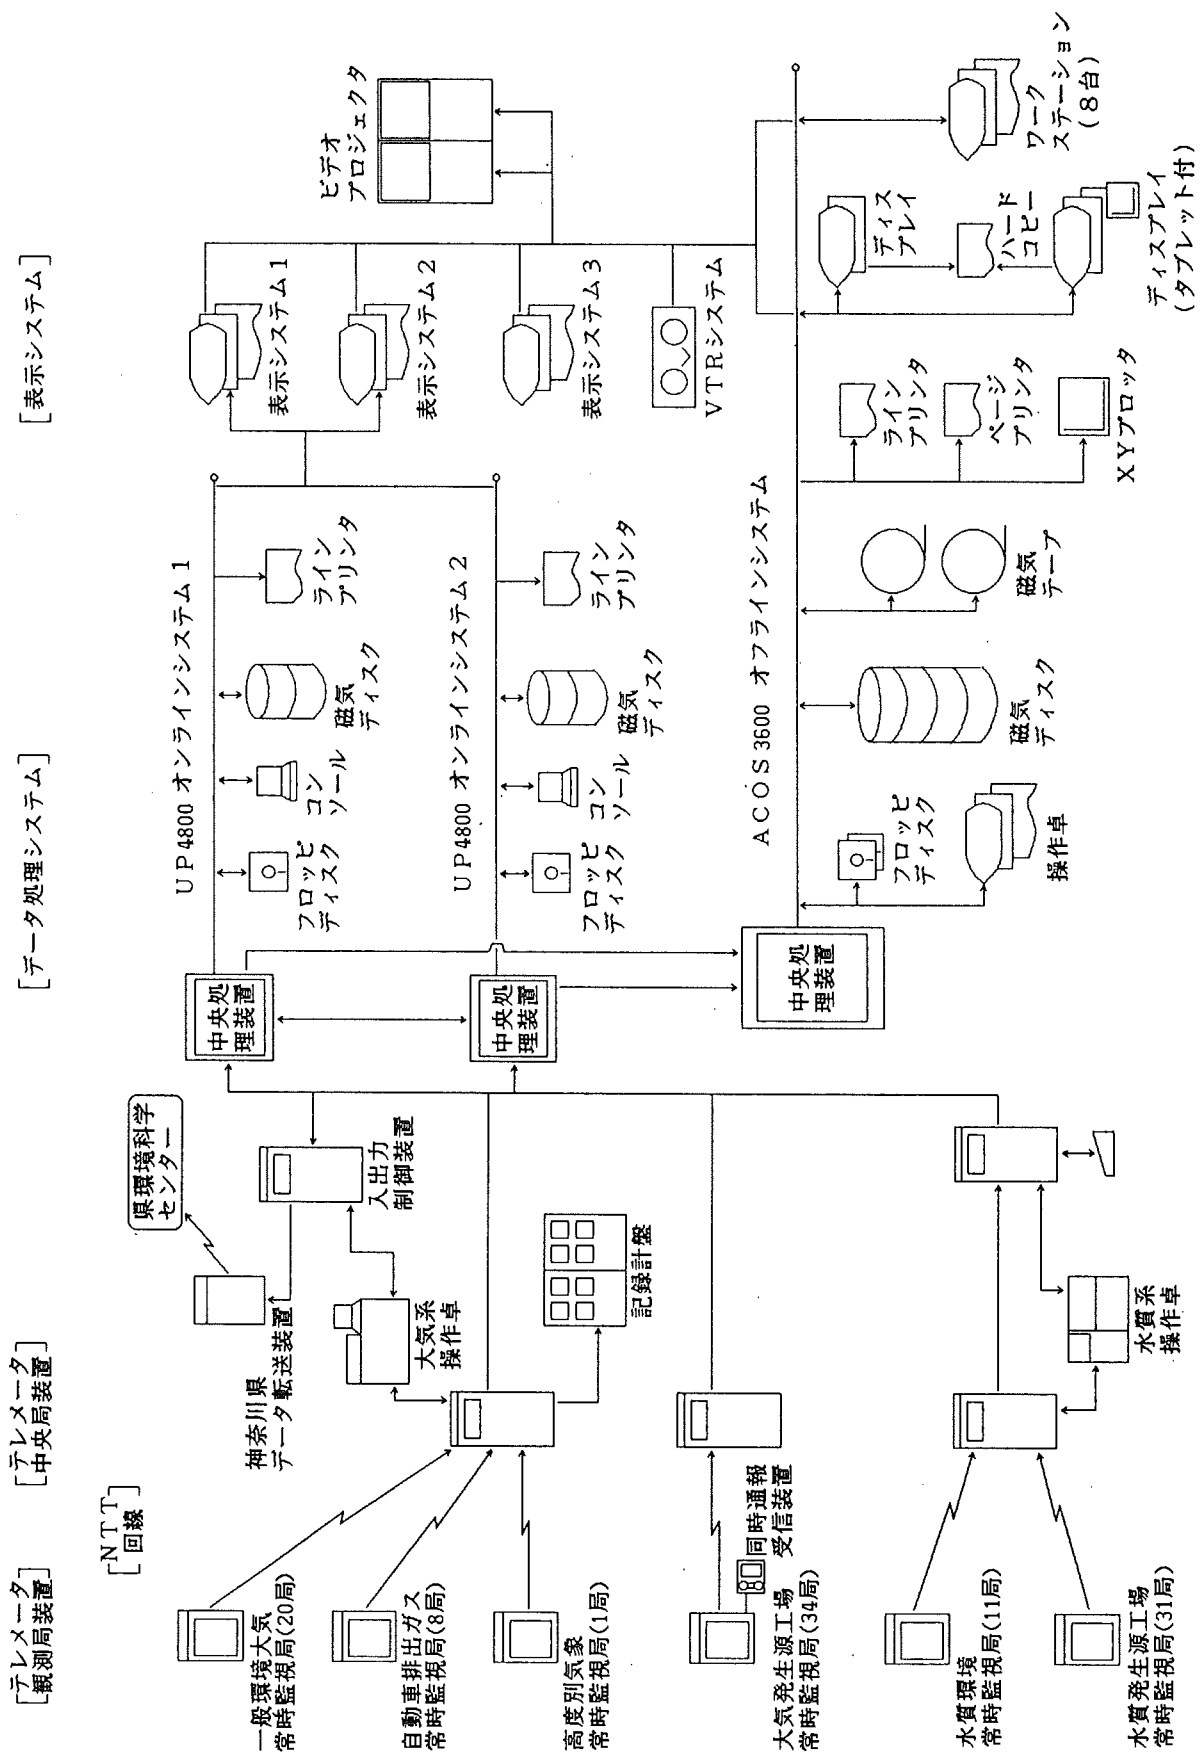 [テレメータ
観測局装置]
[NTT
回線]
[テレメータ
中央局装置]
[データ処理システム]
[表示システム]
一般環境大気
常時監視局(20局)
自動車排出ガス
常時監視局(8局)
高度別気象
常時監視局(1局)
大気発生源工場
常時監視局(34局)
同時通報
受信装置
水質環境
常時監視局(11局)
水質発生源工場
常時監視局(31局)
県環境科学
センター
神奈川県
データ転送装置
入出力
制御装置
大気系
操作卓
記録計盤
水質系
操作卓
中央処
理装置
UP4800 オンラインシステム1
フロッピ
ディスク
コン
ソール
磁気
ディスク
ライン
プリンタ
中央処
理装置
UP4800 オンラインシステム2
フロッピ
ディスク
コン
ソール
磁気
ディスク
ライン
プリンタ
中央処
理装置
ACOS3600 オフラインシステム
フロッピ
ディスク
操作卓
磁気
ディスク
磁気
テープ
ライン
プリンタ
ページ
プリンタ
XYプロッタ
表示システム1
表示システム2
表示システム3
VTRシステム
ビデオ
プロジェクタ
ディス
プレイ
ハード
コピー
ディスプレイ
(タブレット付)
ワーク
ステーション
(8台)